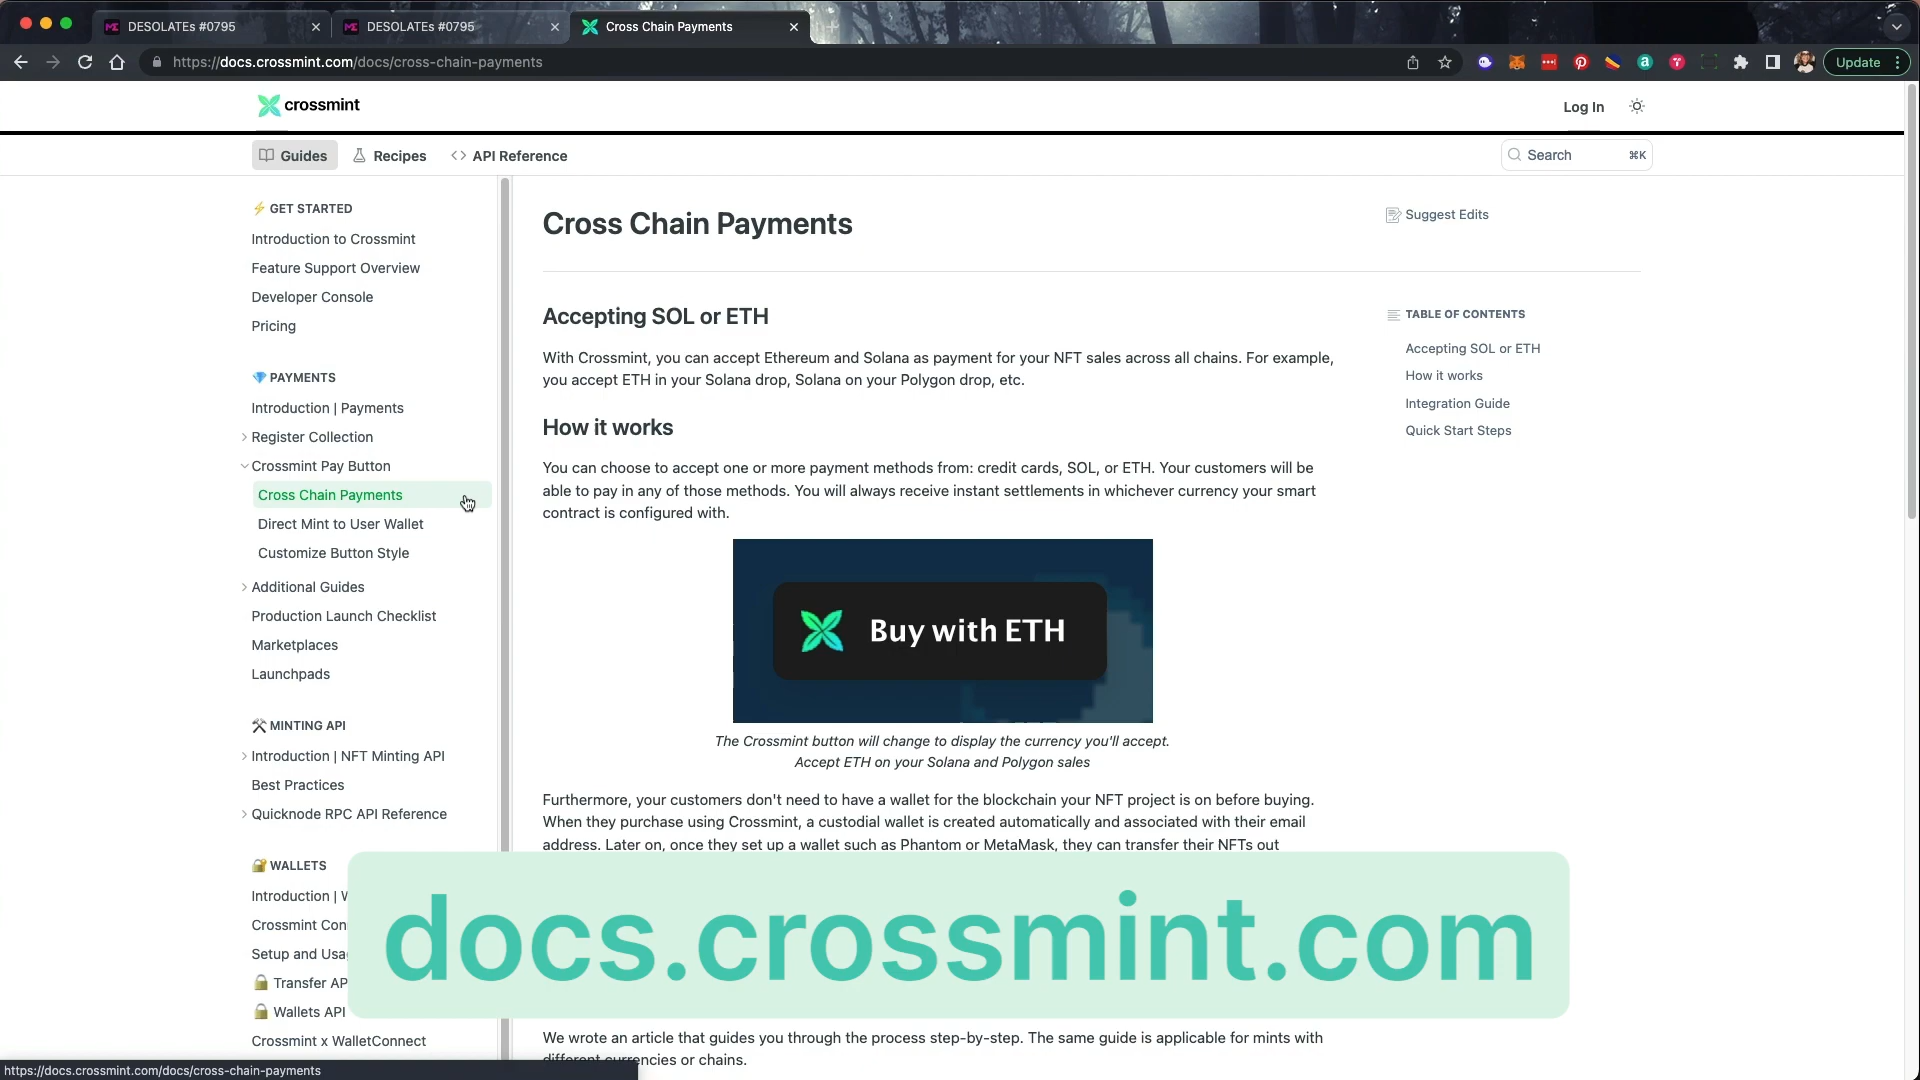 DESOLATEs #0795
DESOLATEs #0795
Cross Chain Payments
https://docs.crossmint.com/docs/cross-chain-payments
Update
crossmint
Log In
Guides
Recipes
API Reference
Search
⌘K
GET STARTED
Introduction to Crossmint
Feature Support Overview
Developer Console
Pricing
PAYMENTS
Introduction | Payments
Register Collection
Crossmint Pay Button
Cross Chain Payments
Direct Mint to User Wallet
Customize Button Style
Additional Guides
Production Launch Checklist
Marketplaces
Launchpads
MINTING API
Introduction | NFT Minting API
Best Practices
Quicknode RPC API Reference
WALLETS
Introduction | W
Crossmint Con
Setup and Usa
Transfer AP
Wallets API
Crossmint x WalletConnect
Cross Chain Payments
Suggest Edits
Accepting SOL or ETH
With Crossmint, you can accept Ethereum and Solana as payment for your NFT sales across all chains. For example,
you accept ETH in your Solana drop, Solana on your Polygon drop, etc.
How it works
You can choose to accept one or more payment methods from: credit cards, SOL, or ETH. Your customers will be
able to pay in any of those methods. You will always receive instant settlements in whichever currency your smart
contract is configured with.
Buy with ETH
The Crossmint button will change to display the currency you'll accept.
Accept ETH on your Solana and Polygon sales
Furthermore, your customers don't need to have a wallet for the blockchain your NFT project is on before buying.
When they purchase using Crossmint, a custodial wallet is created automatically and associated with their email
address. Later on, once they set up a wallet such as Phantom or MetaMask, they can transfer their NFTs out
docs.crossmint.com
We wrote an article that guides you through the process step-by-step. The same guide is applicable for mints with
different currencies or chains.
TABLE OF CONTENTS
Accepting SOL or ETH
How it works
Integration Guide
Quick Start Steps
https://docs.crossmint.com/docs/cross-chain-payments